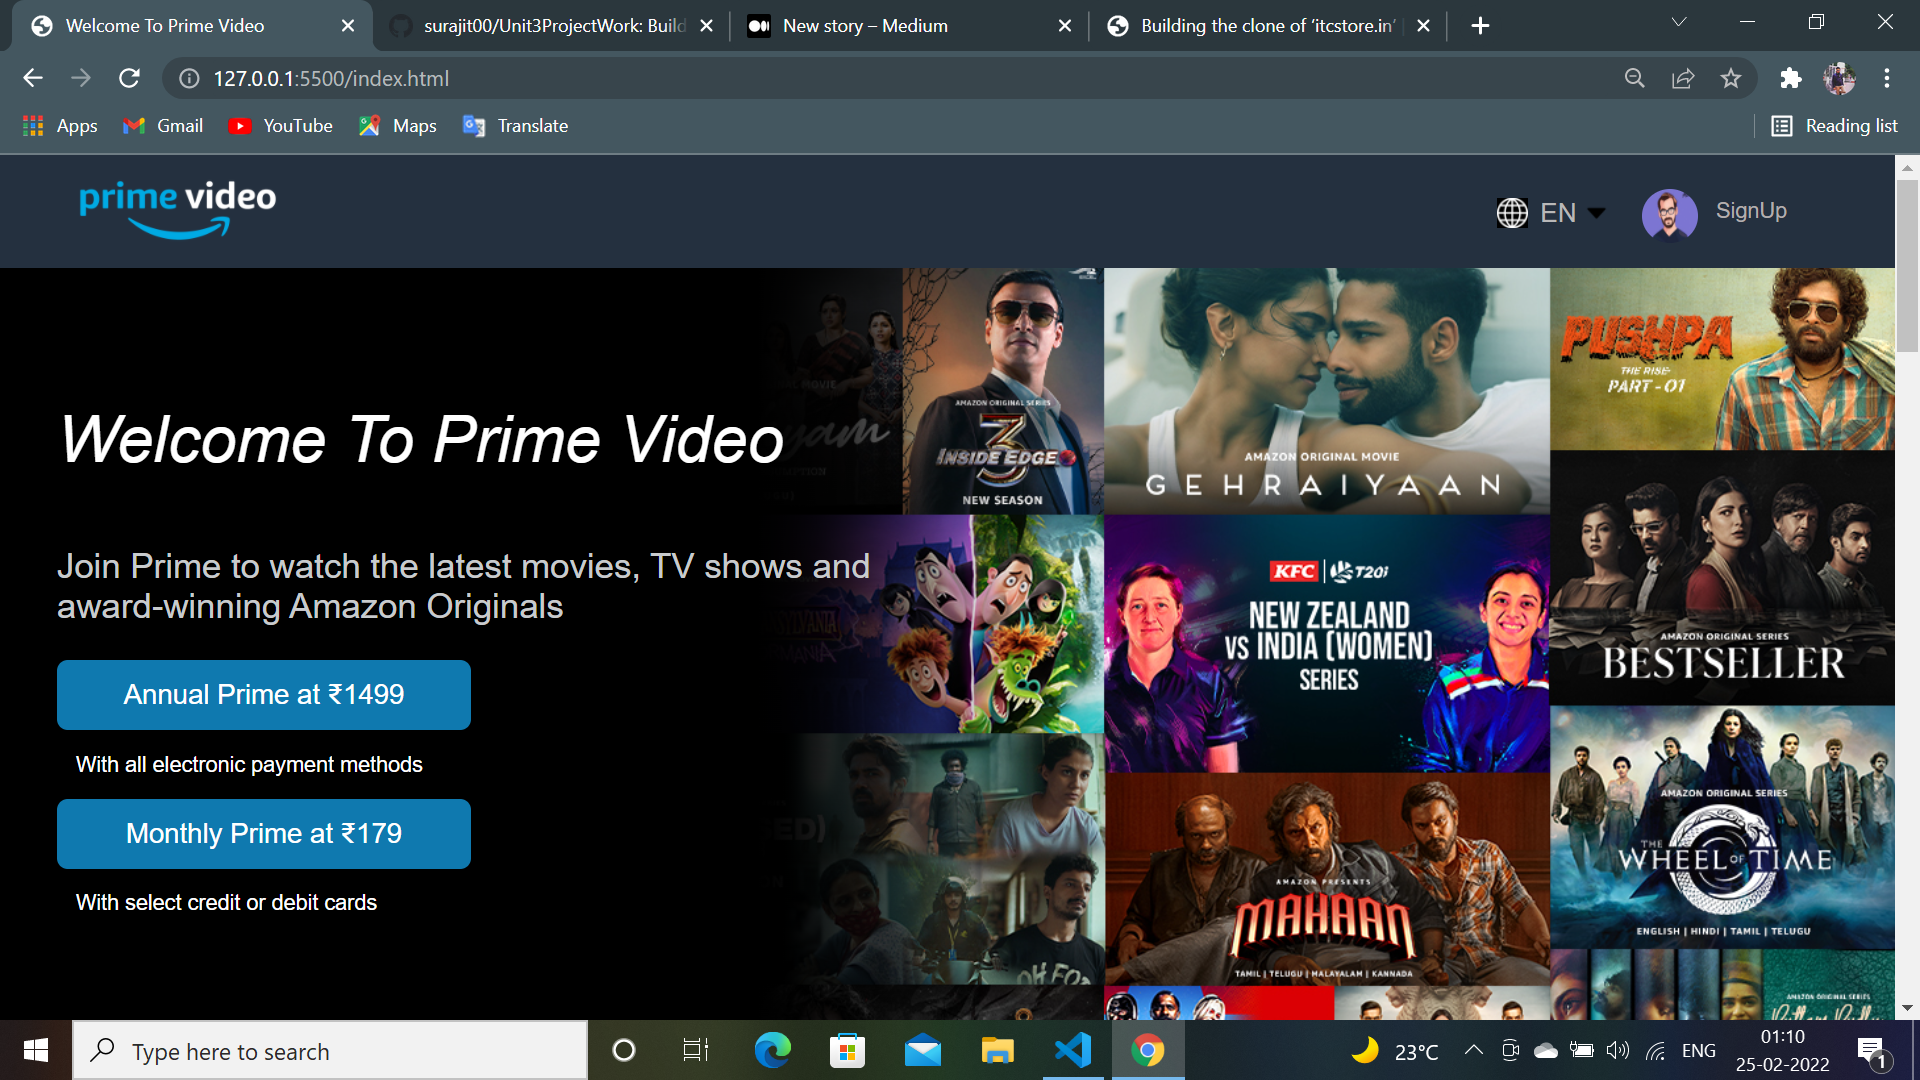 Welcome To Prime Video
surajit00/Unit3ProjectWork: Build
New story – Medium
Building the clone of ‘itcstore.in’
127.0.0.1:5500/index.html
Apps
Gmail
YouTube
Maps
Translate
Reading list
prime video
EN
SignUp
Welcome To Prime Video
Join Prime to watch the latest movies, TV shows and
award-winning Amazon Originals
Annual Prime at ₹1499
With all electronic payment methods
Monthly Prime at ₹179
With select credit or debit cards
AMAZON ORIGINAL SERIES
3
INSIDE EDGE
NEW SEASON
AMAZON ORIGINAL MOVIE
GEHRAIYAAN
PUSHPA
THE RISE
PART - 01
KFC T20i
NEW ZEALAND
VS INDIA (WOMEN)
SERIES
AMAZON ORIGINAL SERIES
BESTSELLER
AMAZON PRESENTS
MAHAAN
TAMIL | TELUGU | MALAYALAM | KANNADA
AMAZON ORIGINAL SERIES
THE
WHEEL OF TIME
ENGLISH | HINDI | TAMIL | TELUGU
AMAZON ORIGINAL SERIES
Type here to search
23°C
ENG
01:10
25-02-2022
1